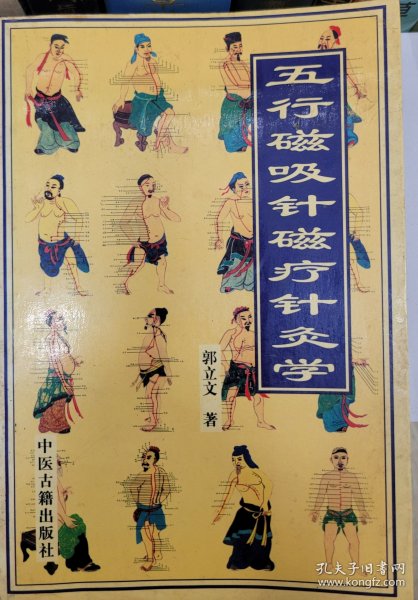 五行磁吸针磁疗针灸学
郭立文 著
中医古籍出版社
孔夫子旧书网
www.kongfz.com